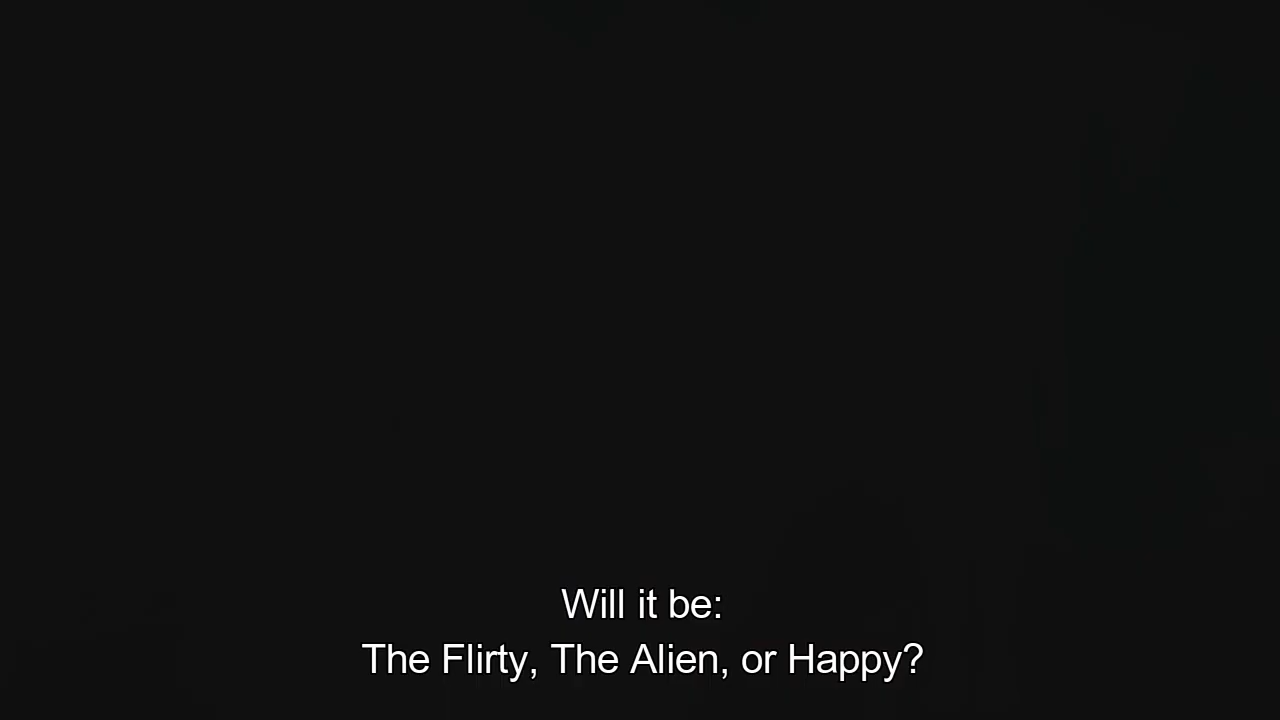 Will it be:
The Flirty, The Alien, or Happy?